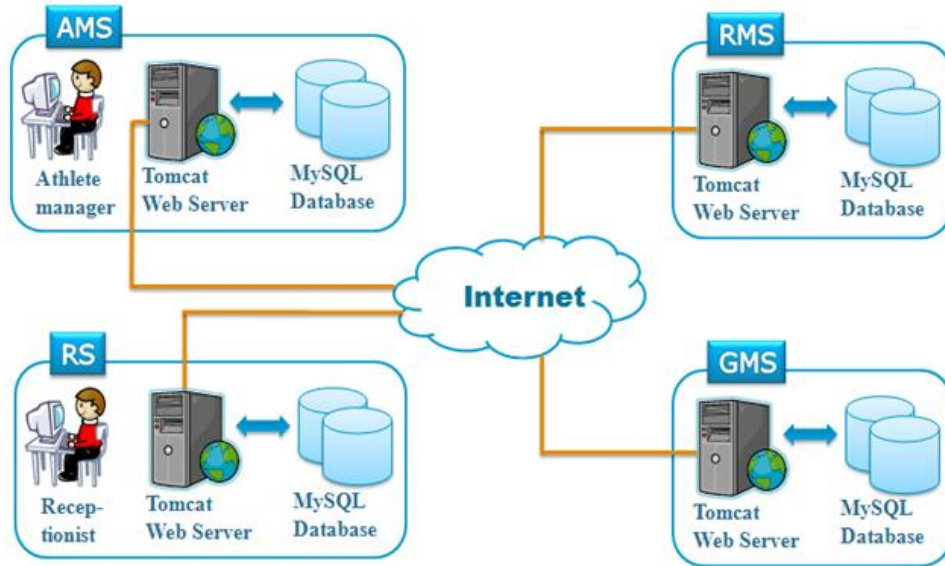 AMS
Athlete
manager
Tomcat
Web Server
MySQL
Database
RMS
Tomcat
Web Server
MySQL
Database
Internet
RS
Recep-
tionist
Tomcat
Web Server
MySQL
Database
GMS
Tomcat
Web Server
MySQL
Database